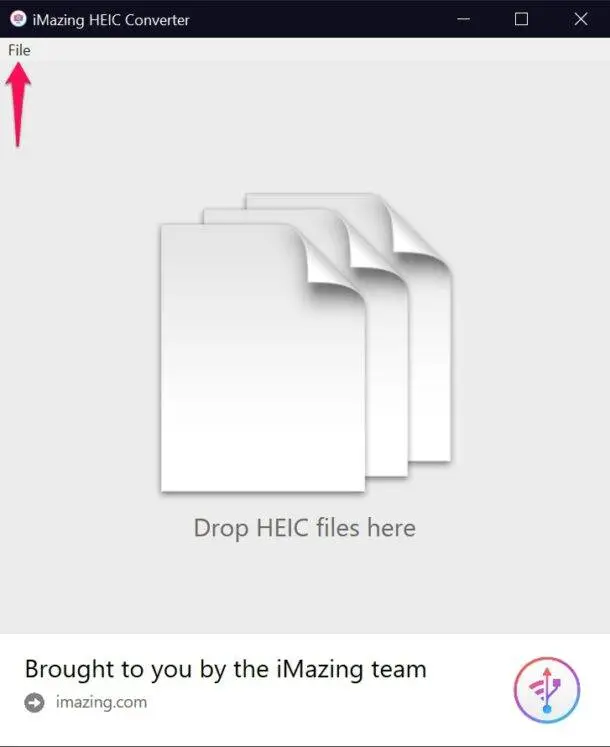 iMazing HEIC Converter
File
Drop HEIC files here
Brought to you by the iMazing team
imazing.com